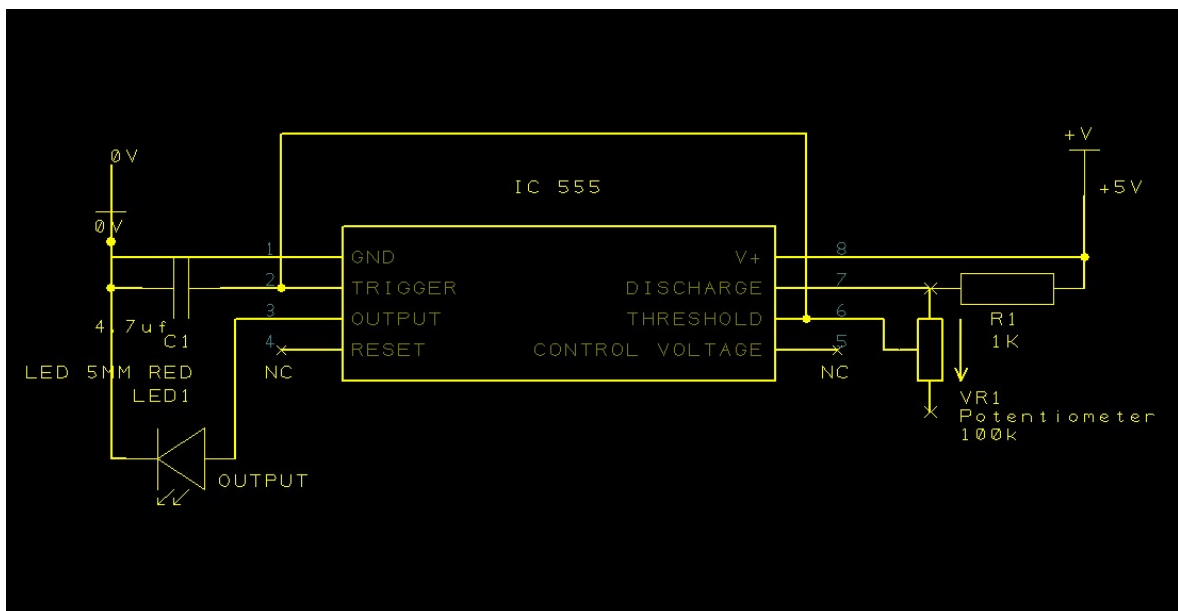 +V
0V
IC 555
+5V
0V
1
GND
V+
8
2
TRIGGER
DISCHARGE
7
3
OUTPUT
THRESHOLD
6
4.7uf
C1
R1
1K
4
RESET
CONTROL VOLTAGE
5
NC
NC
LED 5MM RED
LED1
VR1
Potentiometer
100k
OUTPUT